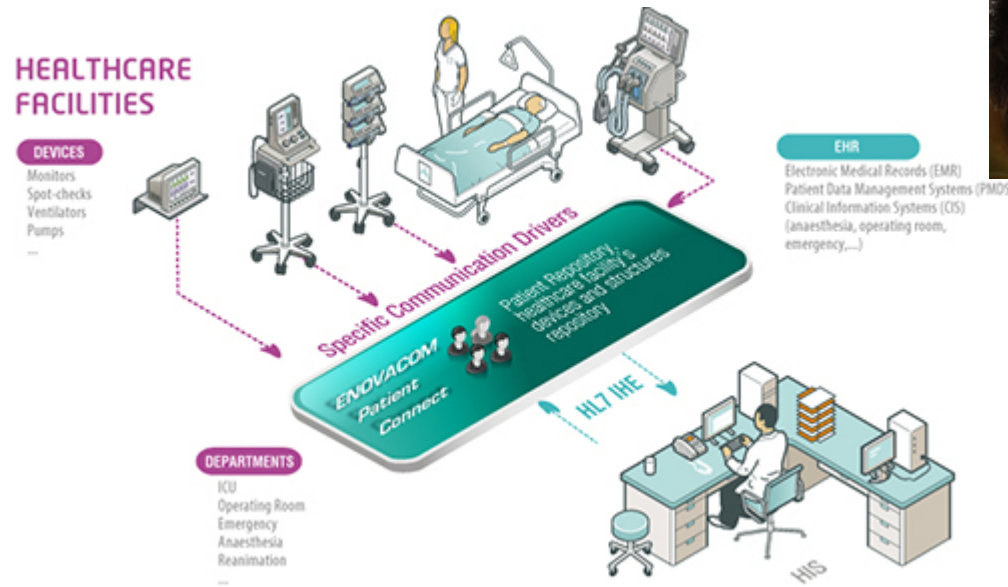 HEALTHCARE
FACILITIES
DEVICES
Monitors
Spot-checks
Ventilators
Pumps
...
EHR
Electronic Medical Records (EMR)
Patient Data Management Systems (PMDS
Clinical Information Systems (CIS)
(anaesthesia, operating room,
emergency,...)
Specific Communication Drivers
Patient Repository,
healthcare facility's
devices and structures
repository
ENOVACOM
Patient
Connect
HL7 IHE
DEPARTMENTS
ICU
Operating Room
Emergency
Anaesthesia
Reanimation
...
HIS